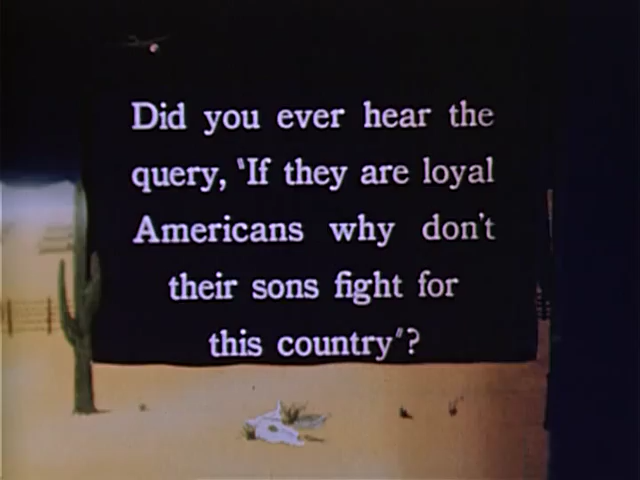 Did you ever hear the
query, "If they are loyal
Americans why don't
their sons fight for
this country"?